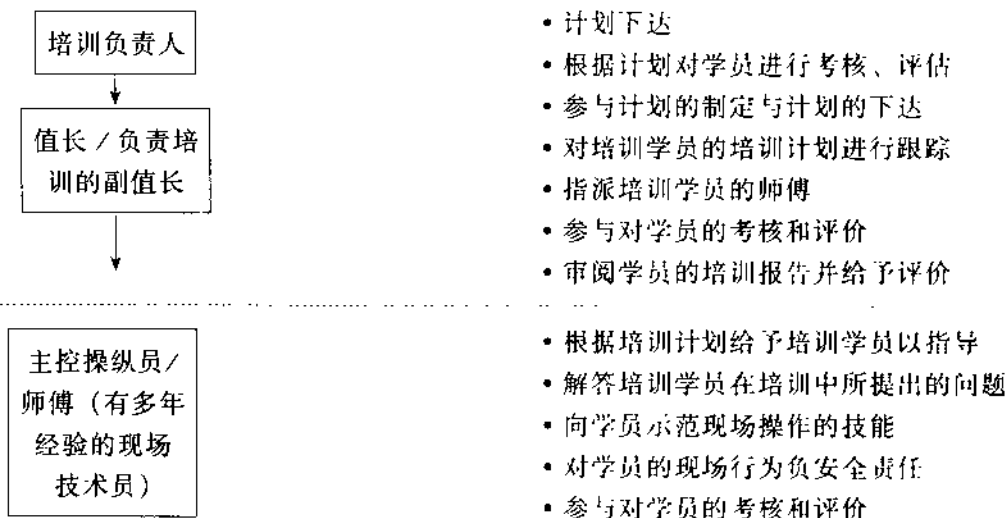 培训负责人
值长/负责培
训的副值长
• 计划下达
• 根据计划对学员进行考核、评估
• 参与计划的制定与计划的下达
• 对培训学员的培训计划进行跟踪
• 指派培训学员的师傅
• 参与对学员的考核和评价
• 审阅学员的培训报告并给予评价
主控操纵员/
师傅（有多年
经验的现场
技术员）
• 根据培训计划给予培训学员以指导
• 解答培训学员在培训中所提出的问题
• 向学员示范现场操作的技能
• 对学员的现场行为负安全责任
• 参与对学员的考核和评价